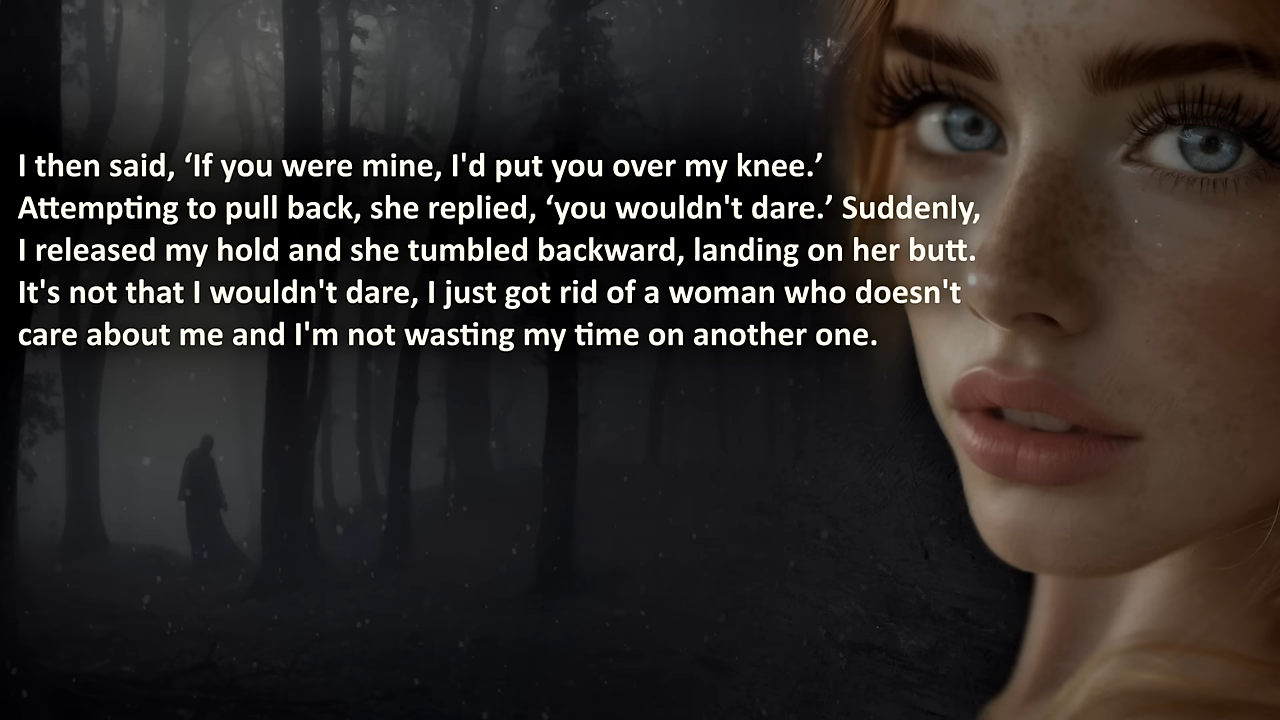 I then said, ‘If you were mine, I'd put you over my knee.’
Attempting to pull back, she replied, ‘you wouldn't dare.’ Suddenly,
I released my hold and she tumbled backward, landing on her butt.
It's not that I wouldn't dare, I just got rid of a woman who doesn't
care about me and I'm not wasting my time on another one.